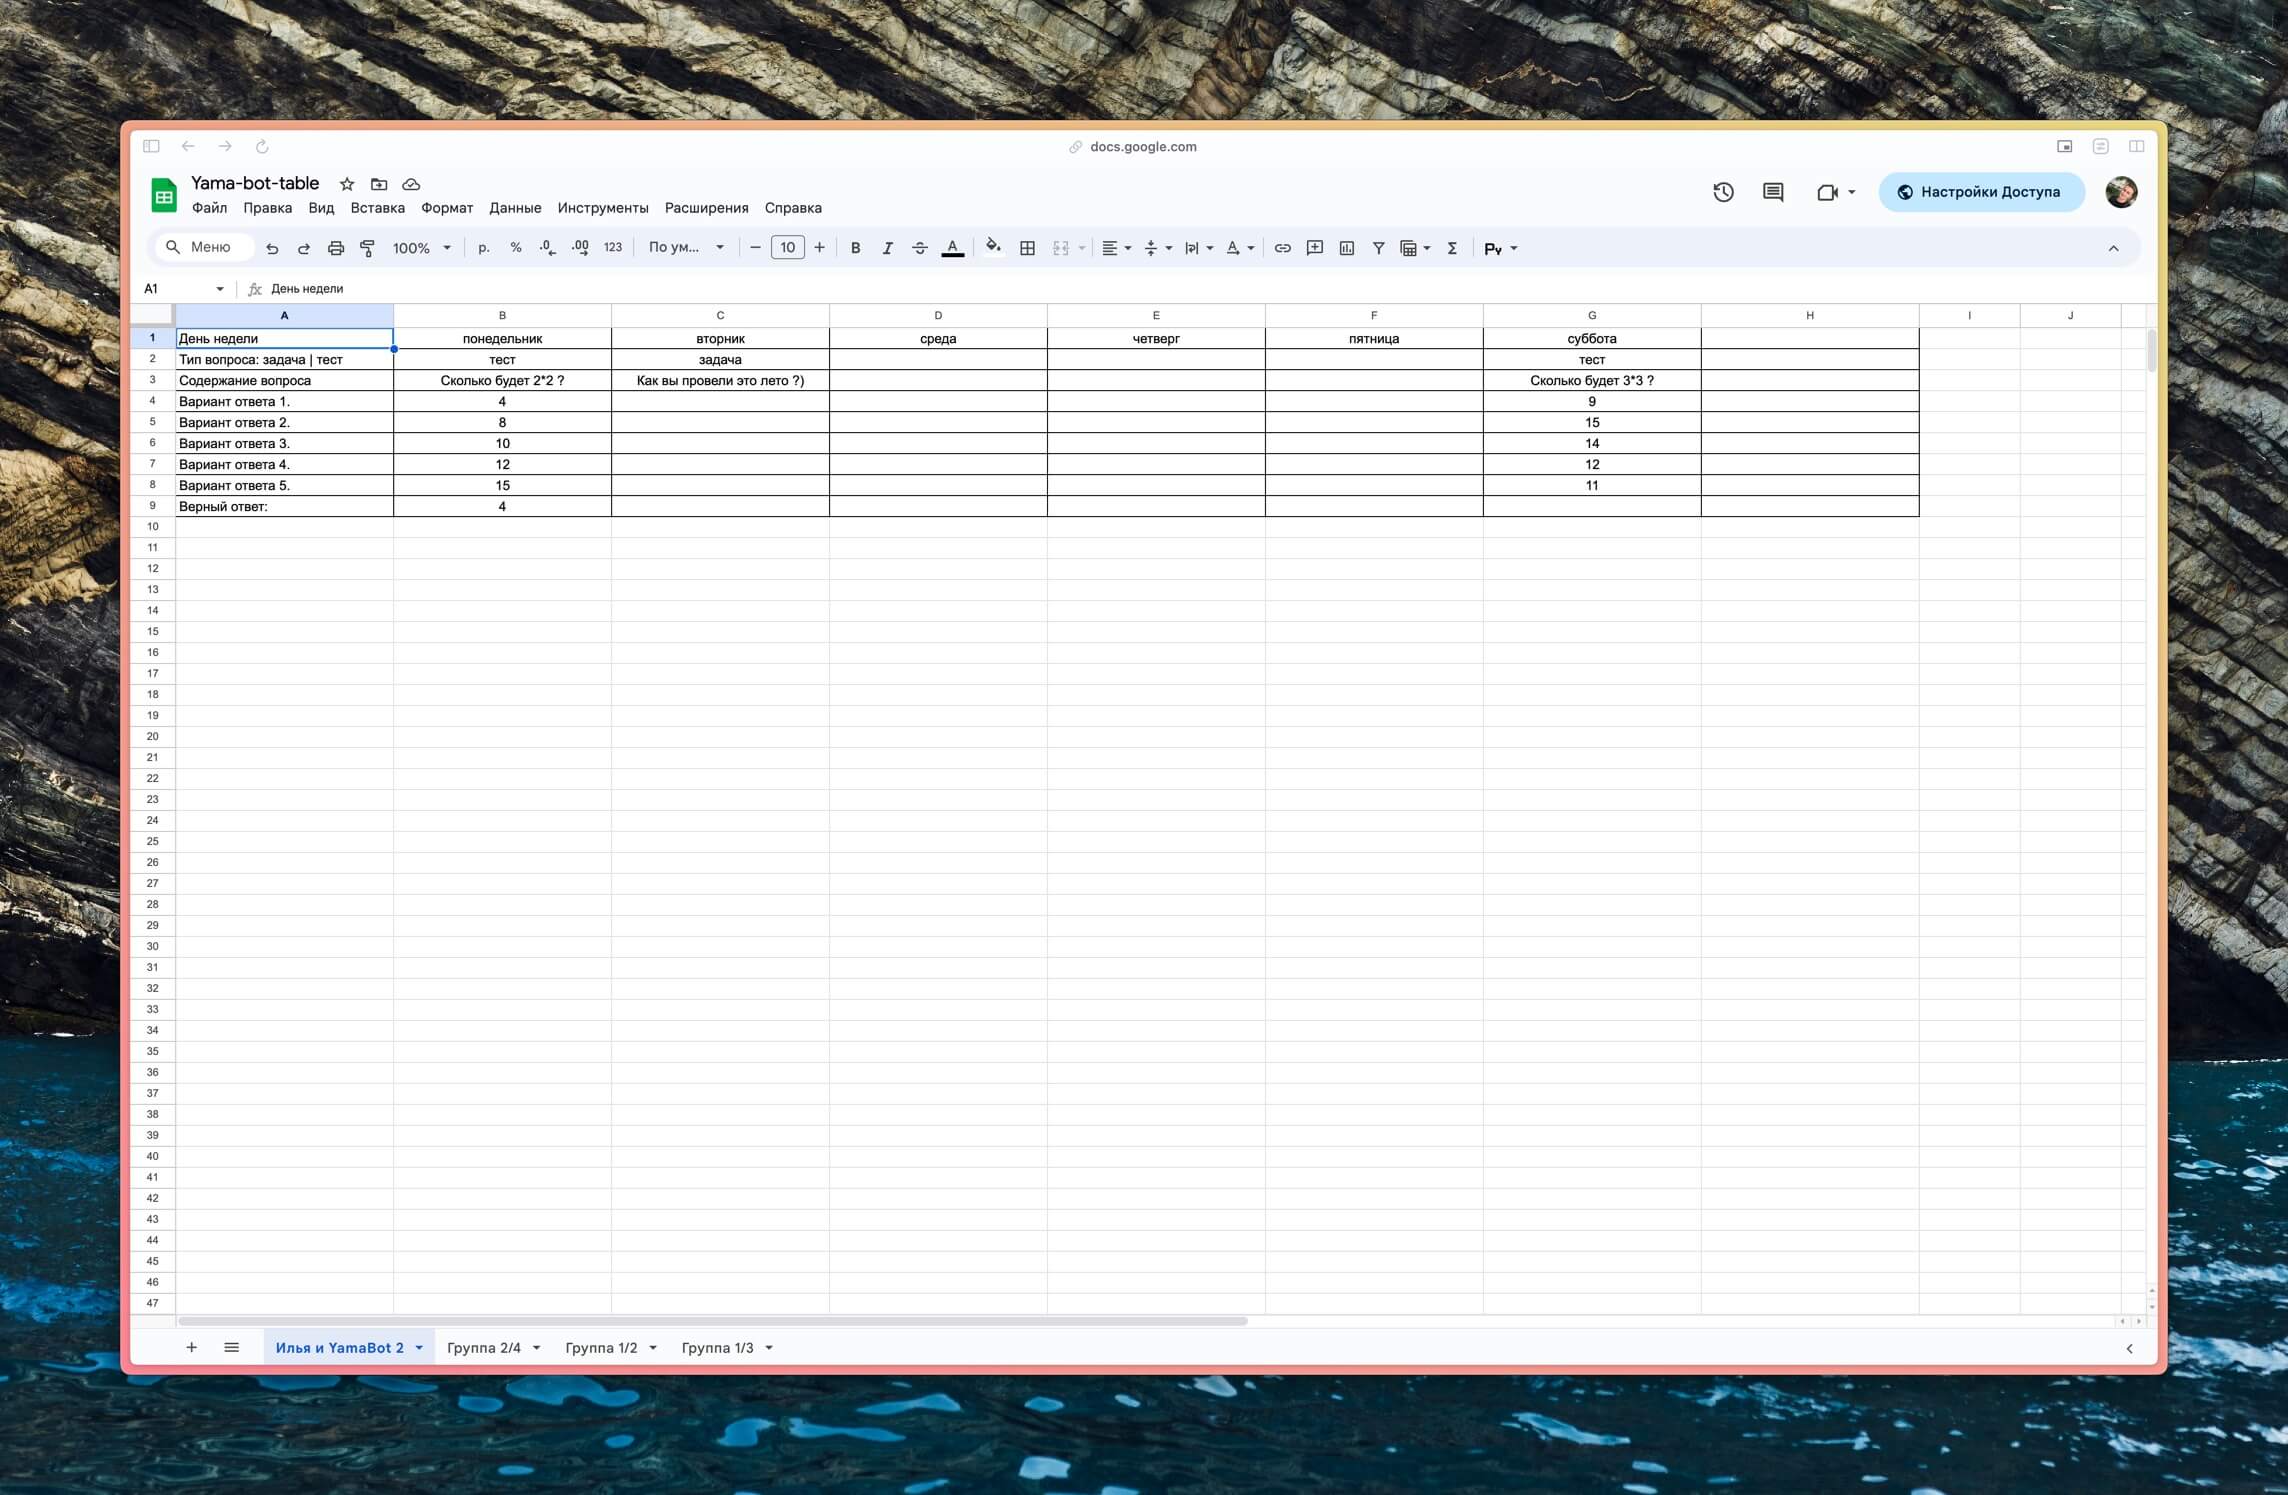 docs.google.com
Yama-bot-table
Файл Правка Вид Вставка Формат Данные Инструменты Расширения Справка
Настройки Доступа
Меню 100% р. % .0 .00 123 По ум... 10 B I A A Σ Py
A1 fx День недели
A B C D E F G H I J
1 День недели понедельник вторник среда четверг пятница суббота
2 Тип вопроса: задача | тест тест задача тест
3 Содержание вопроса Сколько будет 2*2 ? Как вы провели это лето ?) Сколько будет 3*3 ?
4 Вариант ответа 1. 4 9
5 Вариант ответа 2. 8 15
6 Вариант ответа 3. 10 14
7 Вариант ответа 4. 12 12
8 Вариант ответа 5. 15 11
9 Верный ответ: 4
10
11
12
13
14
15
16
17
18
19
20
21
22
23
24
25
26
27
28
29
30
31
32
33
34
35
36
37
38
39
40
41
42
43
44
45
46
47
Илья и YamaBot 2 Группа 2/4 Группа 1/2 Группа 1/3